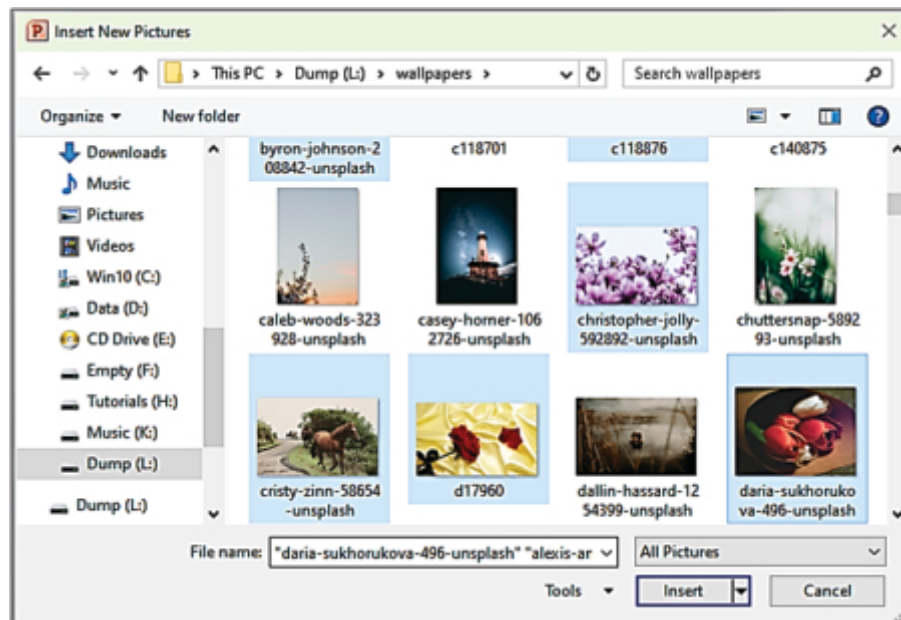 Insert New Pictures
This PC > Dump (L:) > wallpapers >
Search wallpapers
Organize
New folder
Downloads
Music
Pictures
Videos
Win10 (C:)
Data (D:)
CD Drive (E:)
Empty (F:)
Tutorials (H:)
Music (K:)
Dump (L:)
Dump (L:)
byron-johnson-2
08842-unsplash
c118701
c118876
c140875
caleb-woods-323
928-unsplash
casey-horner-106
2726-unsplash
christopher-jolly-
592892-unsplash
chuttersnap-5892
93-unsplash
cristy-zinn-58654
-unsplash
d17960
dallin-hassard-12
54399-unsplash
daria-sukhoruko
va-496-unsplash
File name: "daria-sukhorukova-496-unsplash" "alexis-ar
All Pictures
Tools
Insert
Cancel